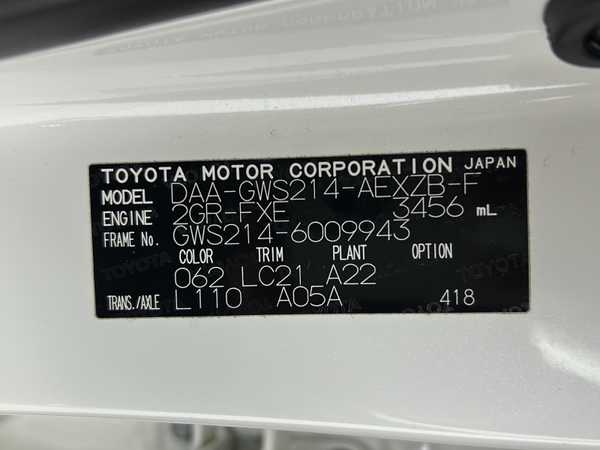 TOYOTA MOTOR CORPORATION JAPAN
MODEL DAA-GWS214-AEXZB-F
ENGINE 2GR-FXE 3456 mL
FRAME No. GWS214-6009943
COLOR TRIM PLANT OPTION
062 LC21 A22
TRANS./AXLE L110 A05A 418